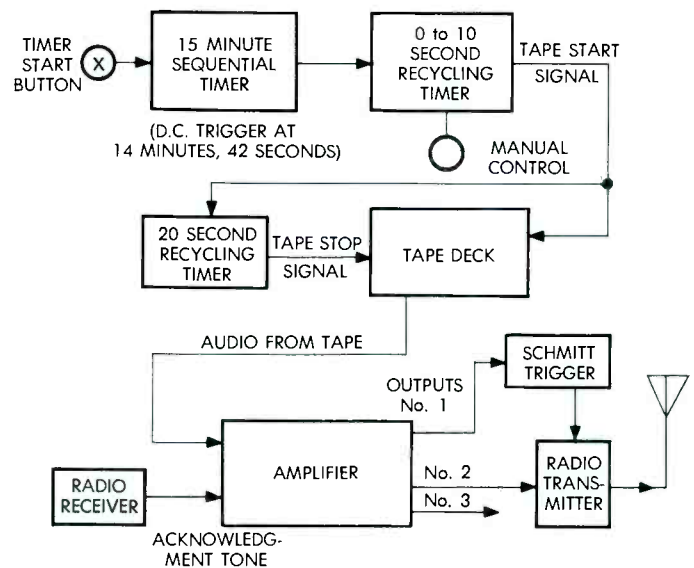 TIMER
START
BUTTON
X
15 MINUTE
SEQUENTIAL
TIMER
(D.C. TRIGGER AT
14 MINUTES, 42 SECONDS)
0 to 10
SECOND
RECYCLING
TIMER
TAPE START
SIGNAL
MANUAL
CONTROL
20 SECOND
RECYCLING
TIMER
TAPE STOP
SIGNAL
TAPE DECK
AUDIO FROM TAPE
OUTPUTS
No. 1
SCHMITT
TRIGGER
AMPLIFIER
No. 2
No. 3
RADIO
TRANS-
MITTER
RADIO
RECEIVER
ACKNOWLEDG-
MENT TONE